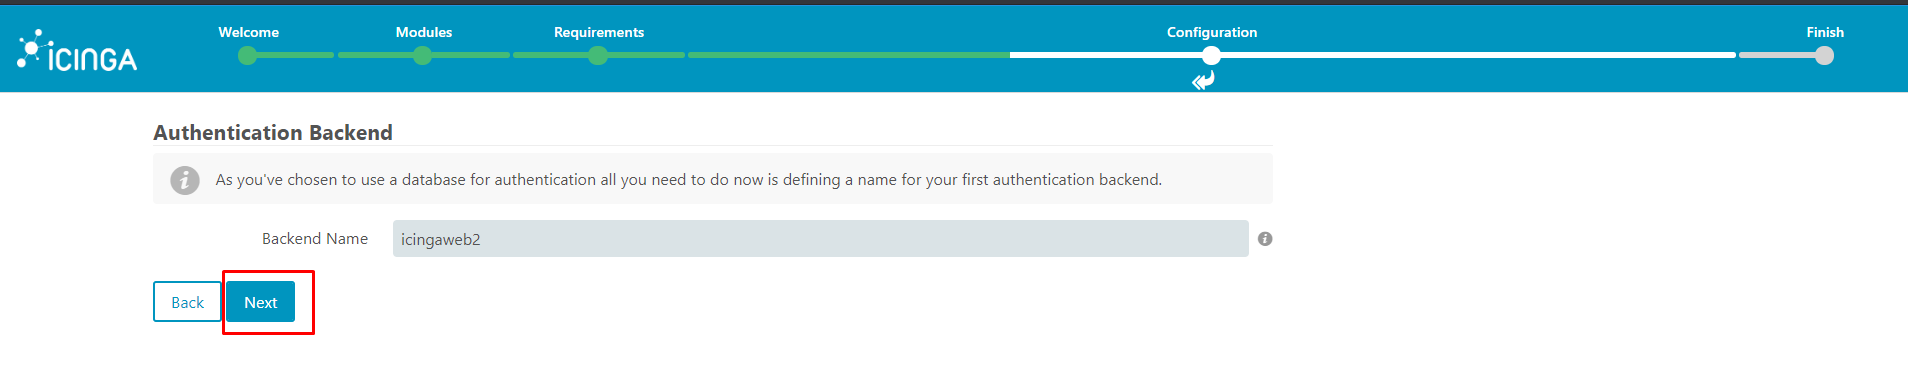 Welcome
Modules
Requirements
Configuration
Finish
ICINGA
Authentication Backend
As you've chosen to use a database for authentication all you need to do now is defining a name for your first authentication backend.
Backend Name
icingaweb2
Back
Next